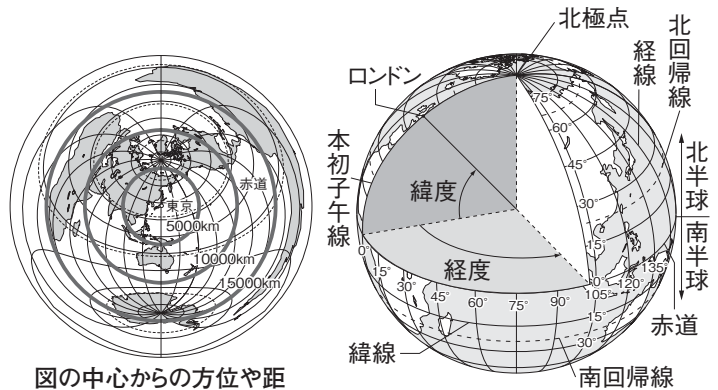 赤道
東京
5000km
10000km
15000km
図の中心からの方位や距
北極点
ロンドン
本初子午線
緯度
経度
経線
北回帰線
北半球
南半球
赤道
緯線
南回帰線
75°
60°
45°
30°
15°
0°
15°
30°
0°
15°
30°
45°
60°
75°
90°
105°
120°
135°